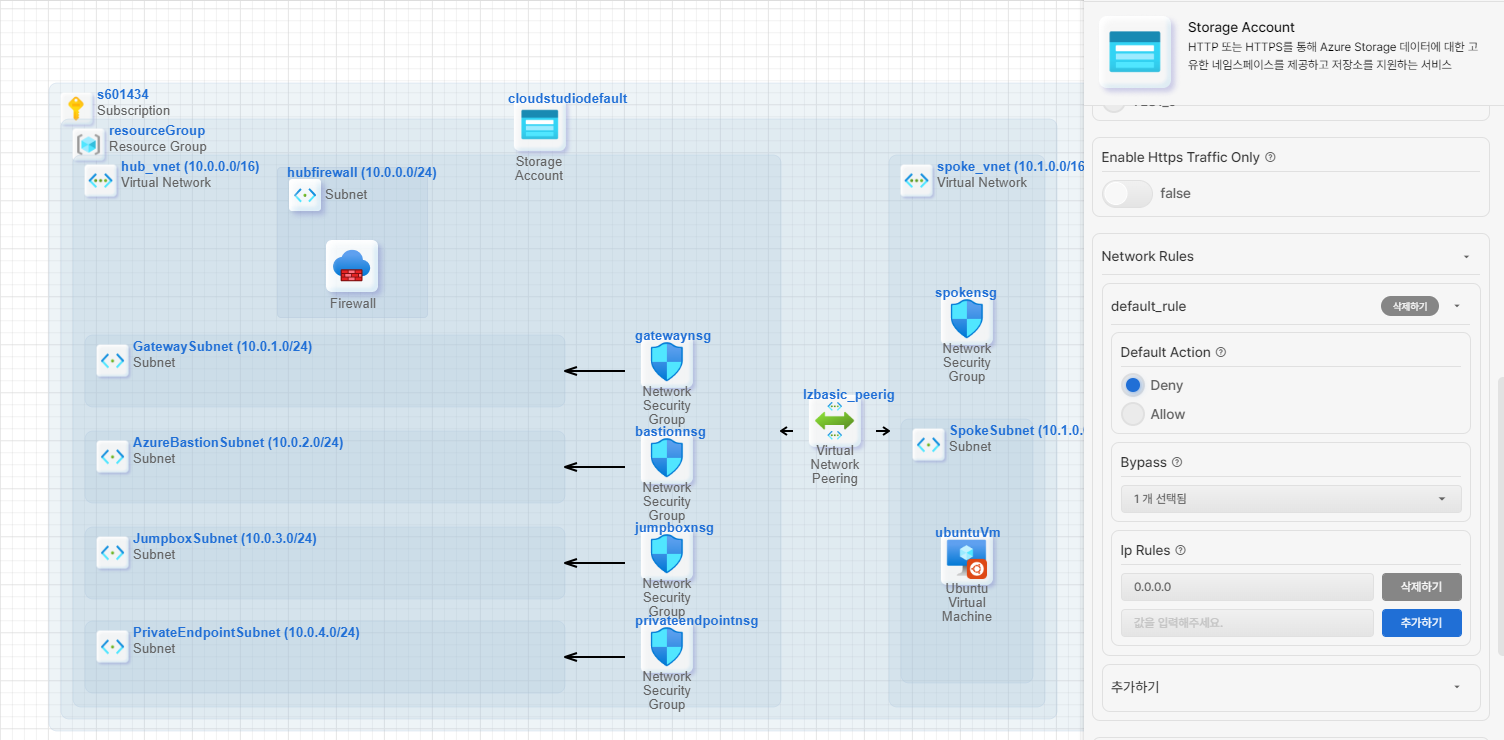 s601434
Subscription
resourceGroup
Resource Group
hub_vnet (10.0.0.0/16)
Virtual Network
hubfirewall (10.0.0.0/24)
Subnet
Firewall
cloudstudiodefault
Storage
Account
spoke_vnet (10.1.0.0/16
Virtual Network
GatewaySubnet (10.0.1.0/24)
Subnet
gatewaynsg
Network
Security
Group
AzureBastionSubnet (10.0.2.0/24)
Subnet
bastionnsg
Network
Security
Group
JumpboxSubnet (10.0.3.0/24)
Subnet
jumpboxnsg
Network
Security
Group
PrivateEndpointSubnet (10.0.4.0/24)
Subnet
privateendpointnsg
Network
Security
Group
lzbasic_peerig
Virtual
Network
Peering
spokensg
Network
Security
Group
SpokeSubnet (10.1.0.
Subnet
ubuntuVm
Ubuntu
Virtual
Machine
Storage Account
HTTP 또는 HTTPS를 통해 Azure Storage 데이터에 대한 고
유한 네임스페이스를 제공하고 저장소를 지원하는 서비스
Enable Https Traffic Only
false
Network Rules
default_rule
삭제하기
Default Action
Deny
Allow
Bypass
1 개 선택됨
Ip Rules
0.0.0.0
삭제하기
값을 입력해주세요.
추가하기
추가하기